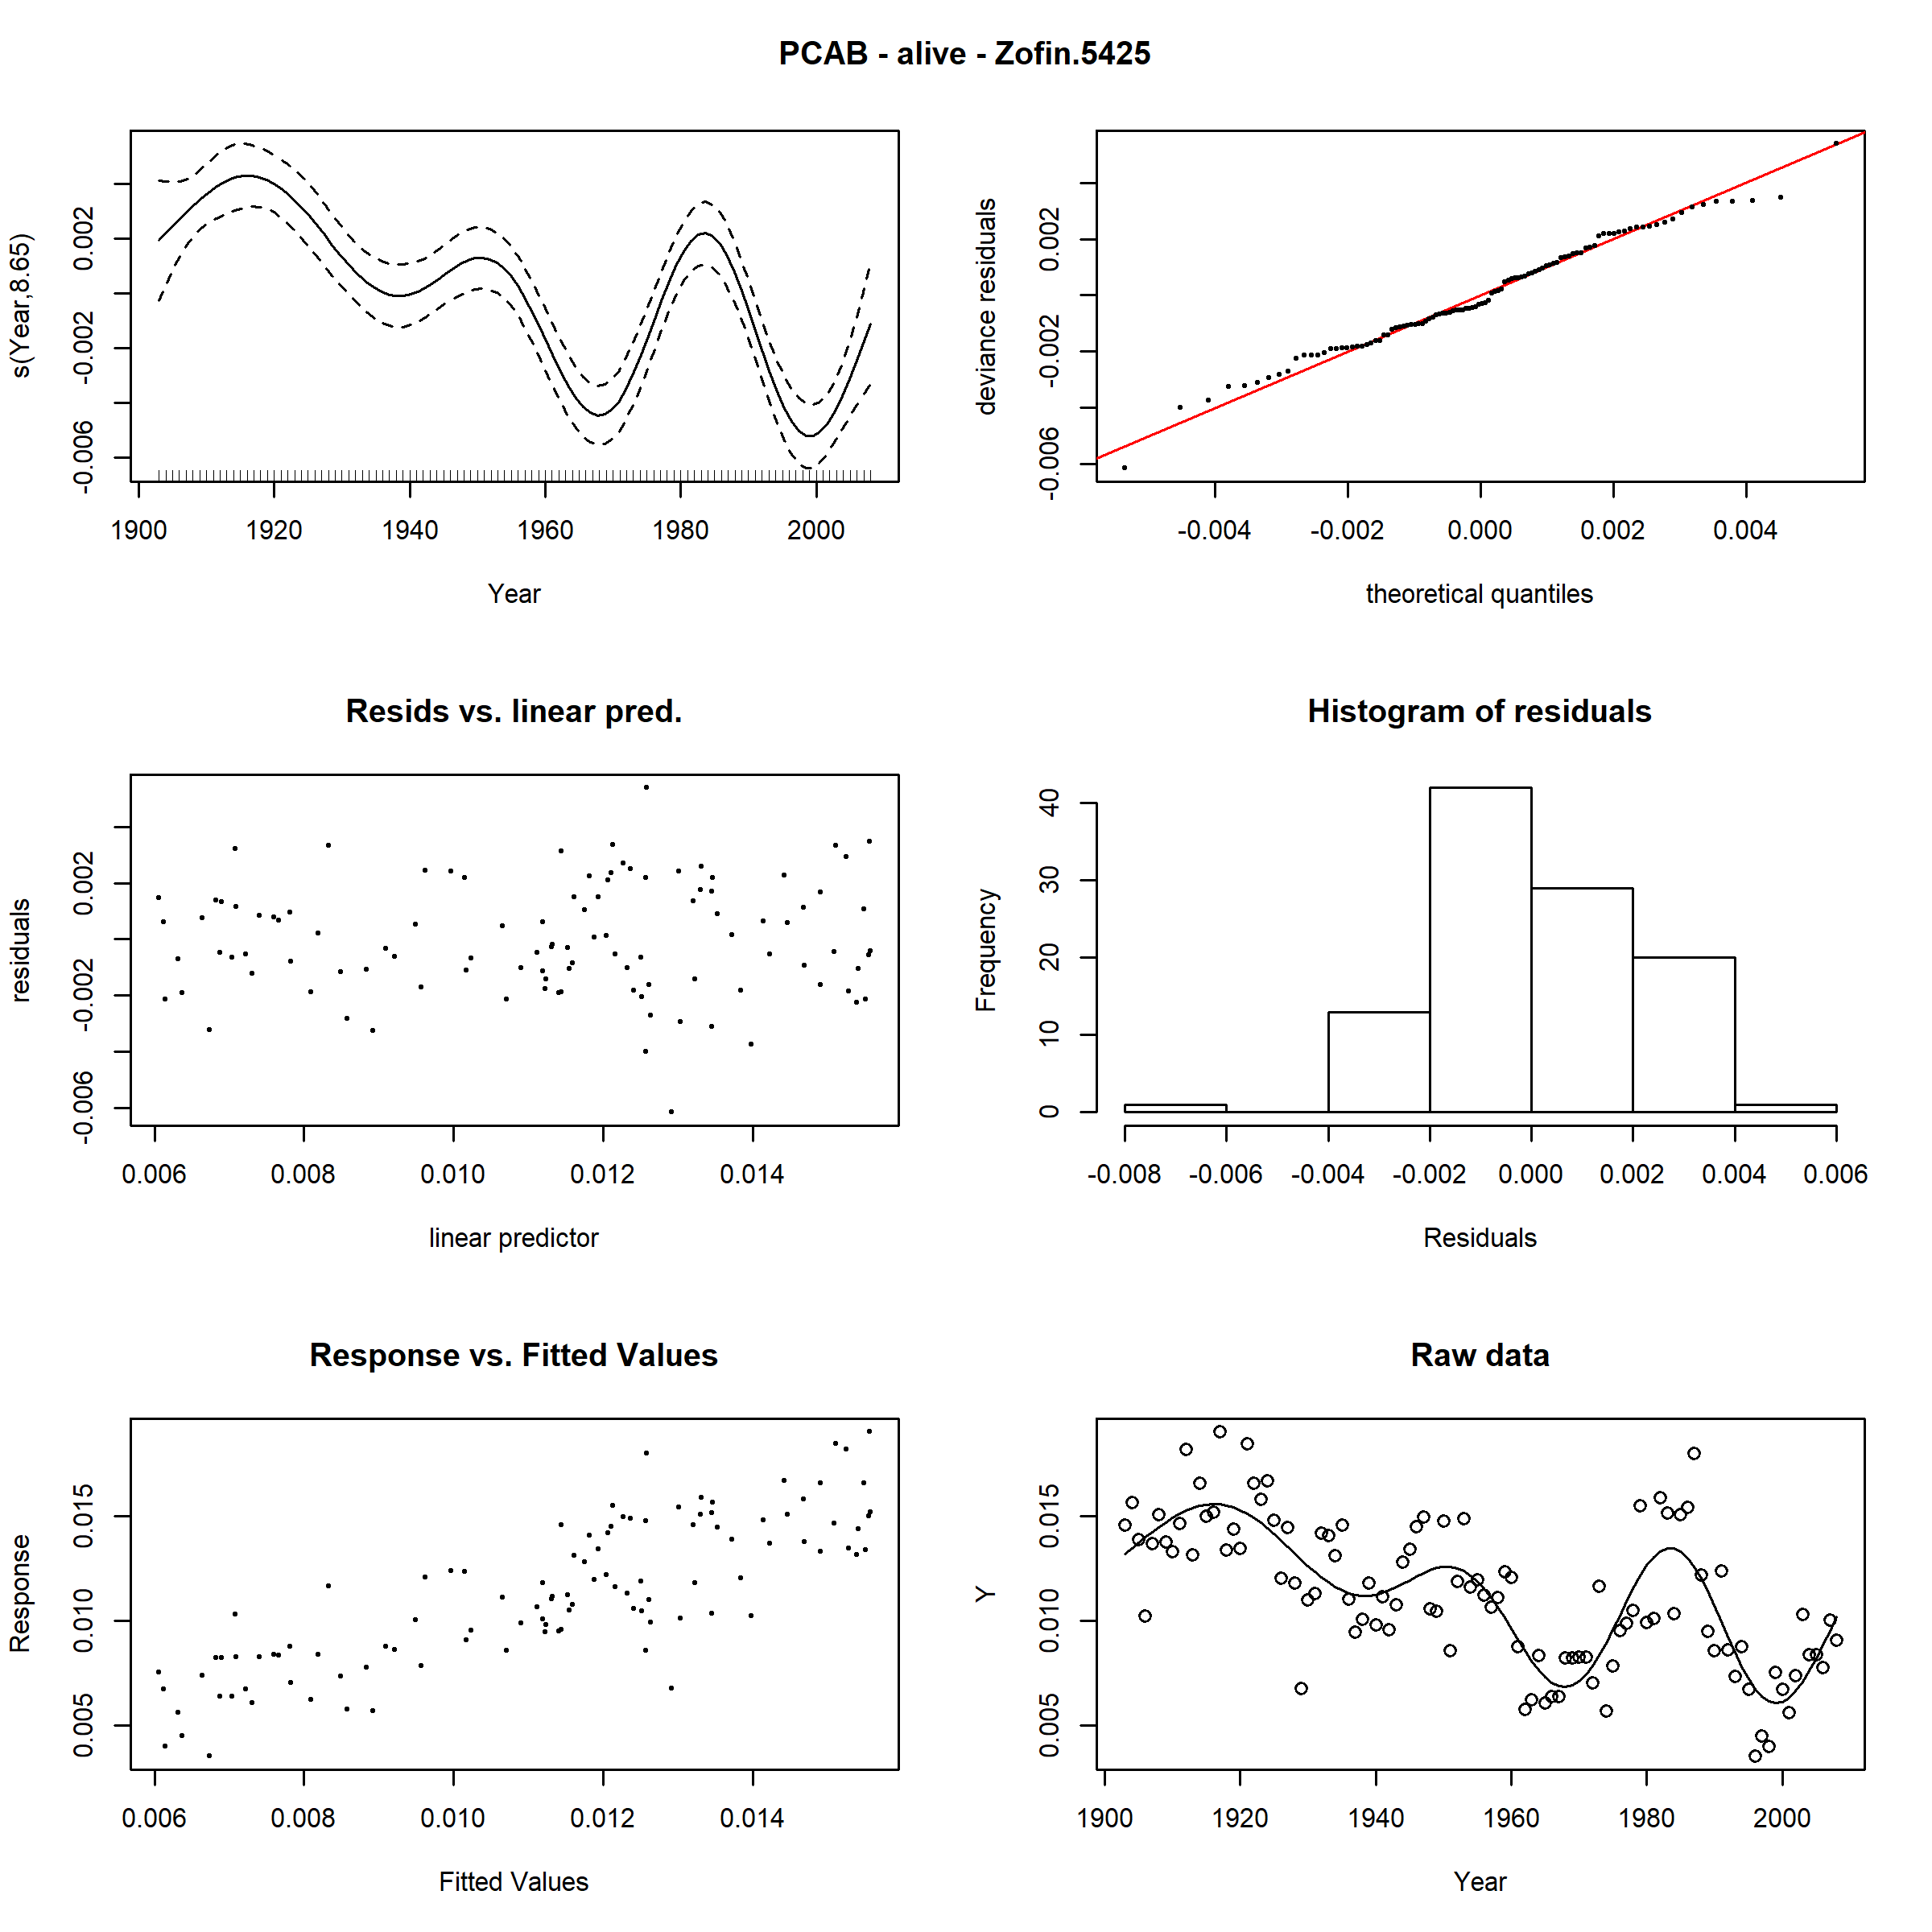 PCAB - alive - Zofin.5425
s(Year,8.65)
-0.006 -0.002 0.002
1900 1920 1940 1960 1980 2000
Year
deviance residuals
-0.006 -0.002 0.002
-0.004 -0.002 0.000 0.002 0.004
theoretical quantiles
Resids vs. linear pred.
residuals
-0.006 -0.002 0.002
0.006 0.008 0.010 0.012 0.014
linear predictor
Histogram of residuals
Frequency
0 10 20 30 40
-0.008 -0.006 -0.004 -0.002 0.000 0.002 0.004 0.006
Residuals
Response vs. Fitted Values
Response
0.005 0.010 0.015
0.006 0.008 0.010 0.012 0.014
Fitted Values
Raw data
Y
0.005 0.010 0.015
1900 1920 1940 1960 1980 2000
Year